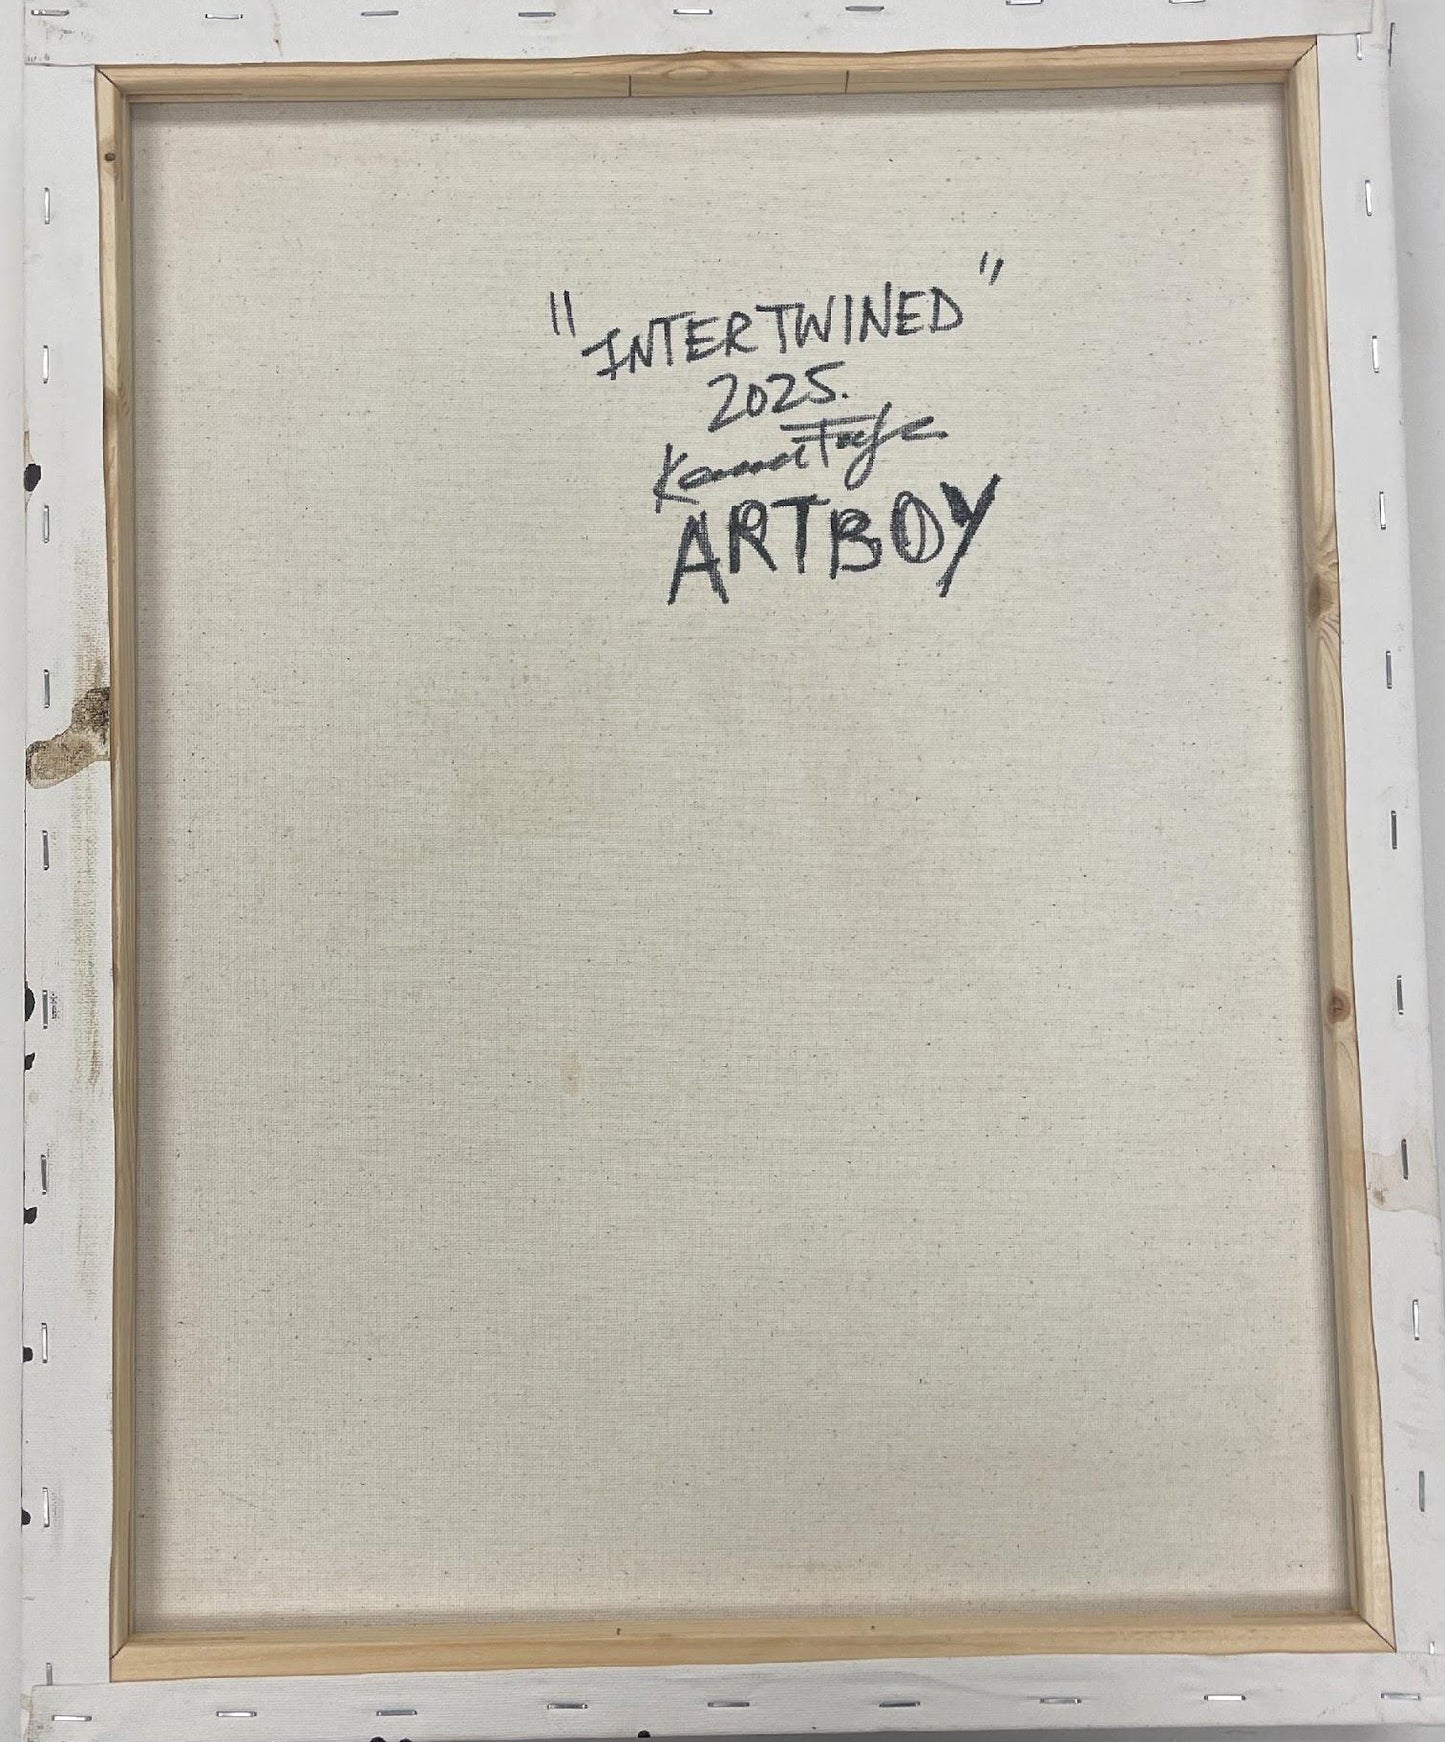 "INTERTWINED"
2025.
ARTBOY